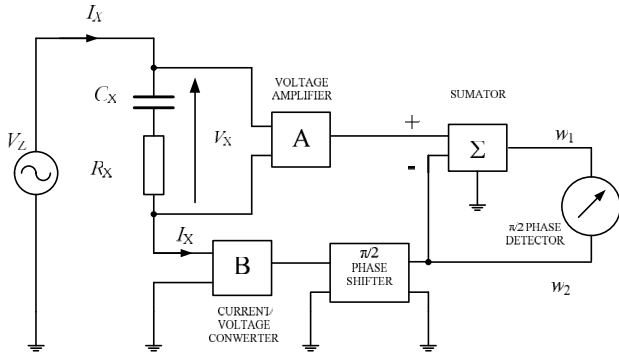 I_X
VOLTAGE
AMPLIFIER
SUMATOR
C_X
V_X
A
+
-
Σ
w_1
V_Z
R_X
π/2 PHASE
DETECTOR
I_X
B
π/2
PHASE
SHIFTER
w_2
CURRENT/
VOLTAGE
CONWERTER